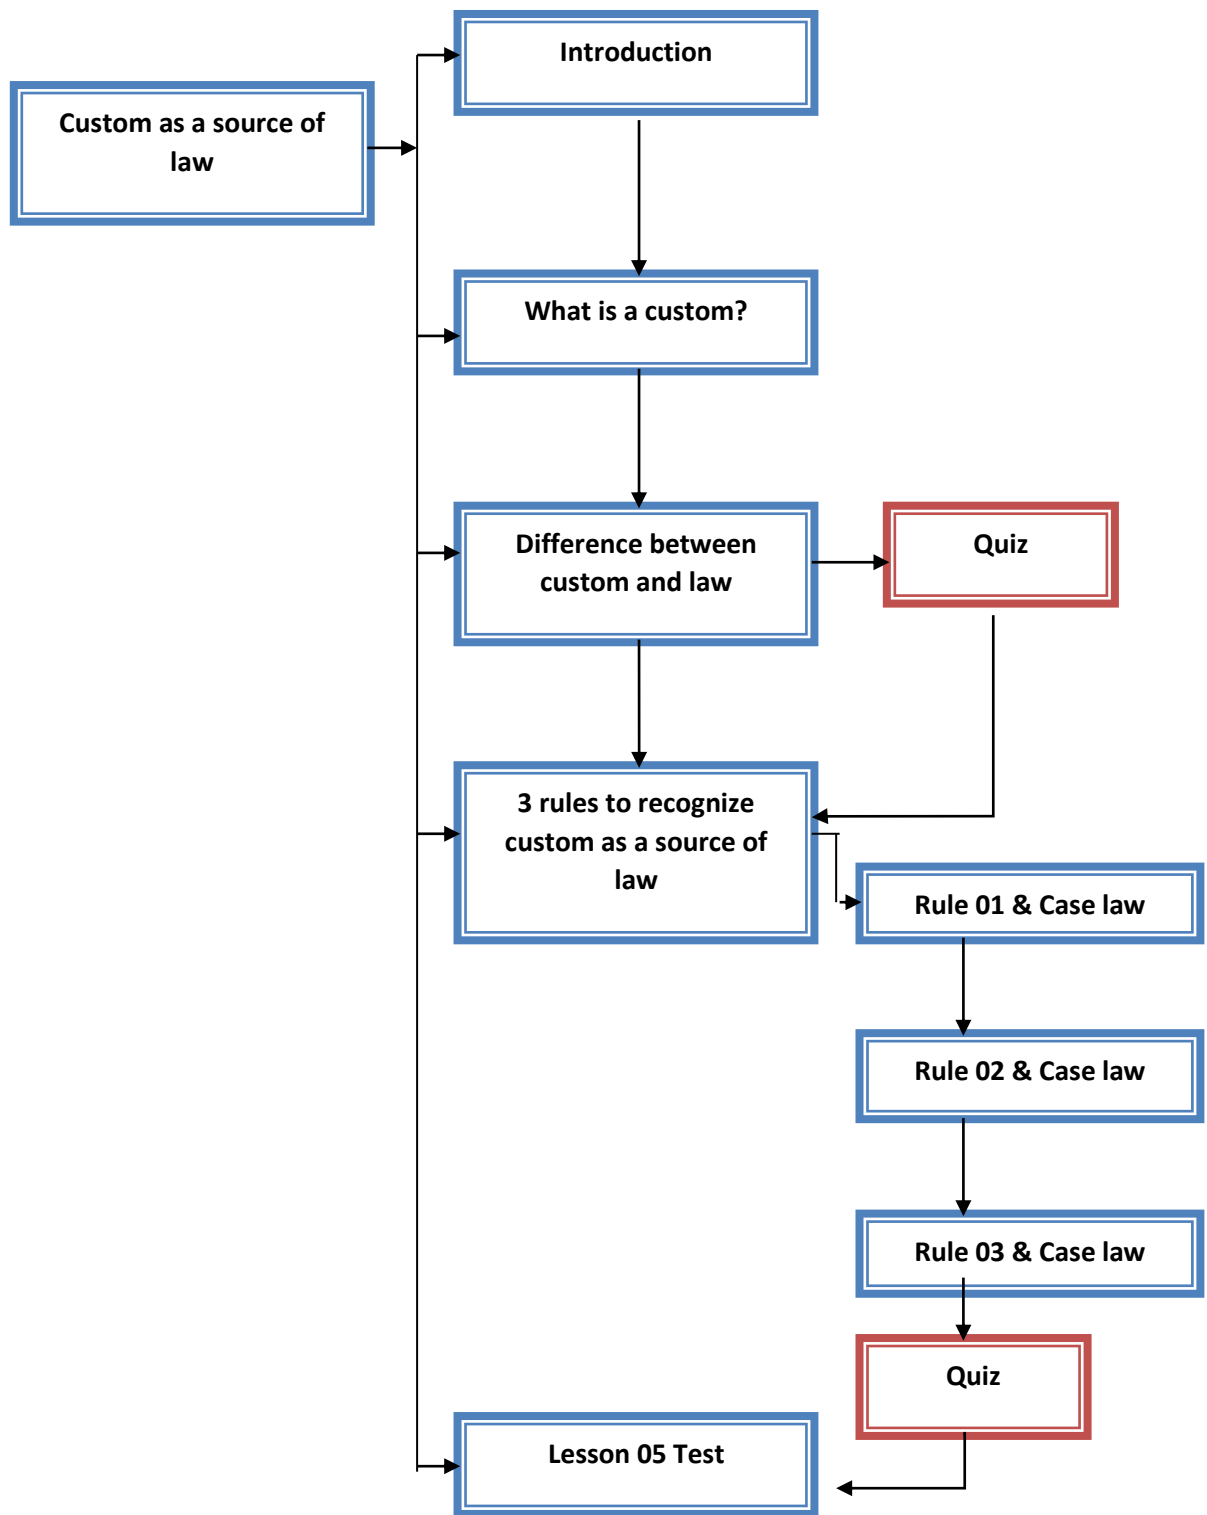 Introduction
Custom as a source of
law
What is a custom?
Difference between
custom and law
Quiz
3 rules to recognize
custom as a source of
law
Rule 01 & Case law
Rule 02 & Case law
Rule 03 & Case law
Quiz
Lesson 05 Test